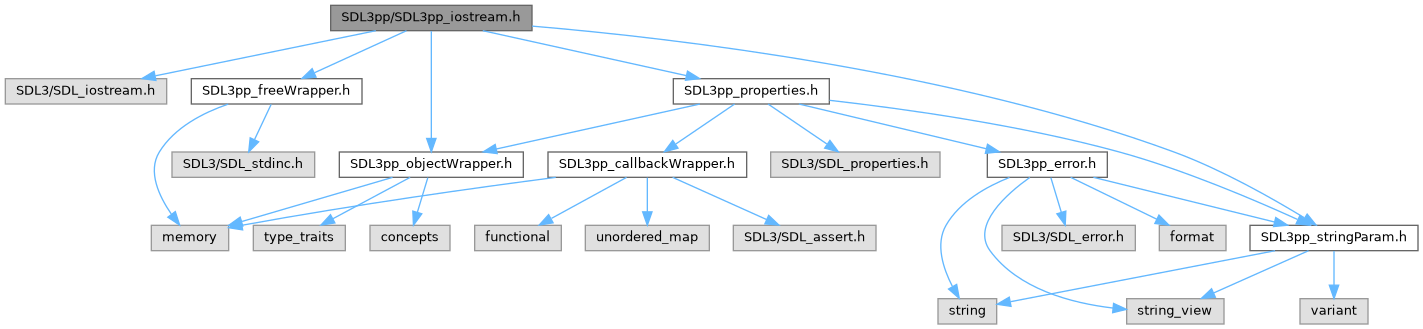 SDL3pp/SDL3pp_iostream.h
SDL3/SDL_iostream.h
SDL3pp_freeWrapper.h
SDL3pp_properties.h
SDL3/SDL_stdinc.h
SDL3pp_objectWrapper.h
SDL3pp_callbackWrapper.h
SDL3/SDL_properties.h
SDL3pp_error.h
memory
type_traits
concepts
functional
unordered_map
SDL3/SDL_assert.h
SDL3/SDL_error.h
format
SDL3pp_stringParam.h
string
string_view
variant